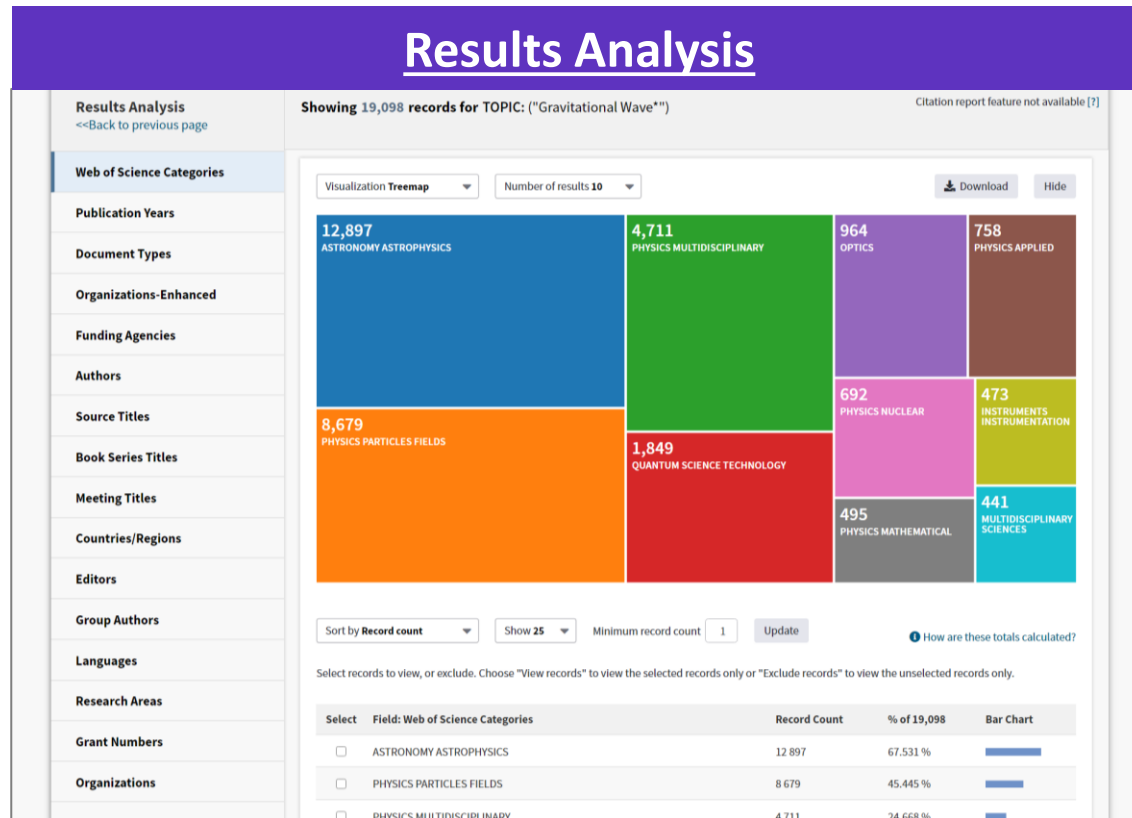 Results Analysis
Results Analysis
<<Back to previous page
Showing 19,098 records for TOPIC: ("Gravitational Wave*")
Citation report feature not available [?]
Web of Science Categories
Publication Years
Document Types
Organizations-Enhanced
Funding Agencies
Authors
Source Titles
Book Series Titles
Meeting Titles
Countries/Regions
Editors
Group Authors
Languages
Research Areas
Grant Numbers
Organizations
Visualization Treemap
Number of results 10
Download
Hide
12,897
ASTRONOMY ASTROPHYSICS
8,679
PHYSICS PARTICLES FIELDS
4,711
PHYSICS MULTIDISCIPLINARY
1,849
QUANTUM SCIENCE TECHNOLOGY
964
OPTICS
758
PHYSICS APPLIED
692
PHYSICS NUCLEAR
473
INSTRUMENTS
INSTRUMENTATION
495
PHYSICS MATHEMATICAL
441
MULTIDISCIPLINARY
SCIENCES
Sort by Record count
Show 25
Minimum record count 1
Update
How are these totals calculated?
Select records to view, or exclude. Choose "View records" to view the selected records only or "Exclude records" to view the unselected records only.
Select Field: Web of Science Categories Record Count % of 19,098 Bar Chart
ASTRONOMY ASTROPHYSICS 12 897 67.531 %
PHYSICS PARTICLES FIELDS 8 679 45.445 %
PHYSICS MULTIDISCIPLINARY 4 711 24.668 %